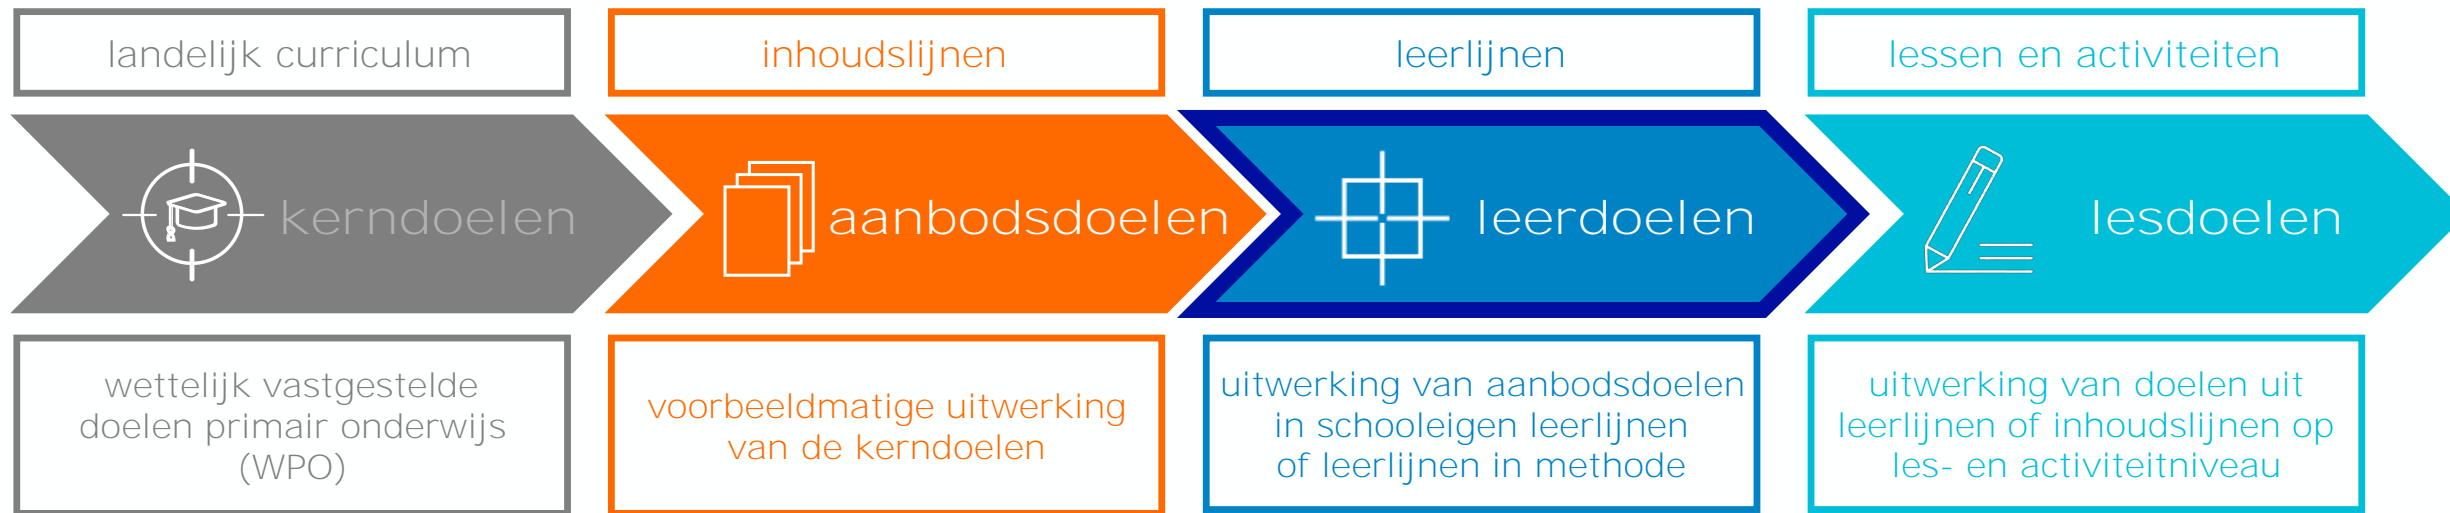 landelijk curriculum
inhoudslijnen
leerlijnen
lessen en activiteiten
kerndoelen
aanbodsdoelen
leerdoelen
lesdoelen
wettelijk vastgestelde
doelen primair onderwijs
(WPO)
voorbeeldmatige uitwerking
van de kerndoelen
uitwerking van aanbodsdoelen
in schooleigen leerlijnen
of leerlijnen in methode
uitwerking van doelen uit
leerlijnen of inhoudslijnen op
les- en activiteitniveau